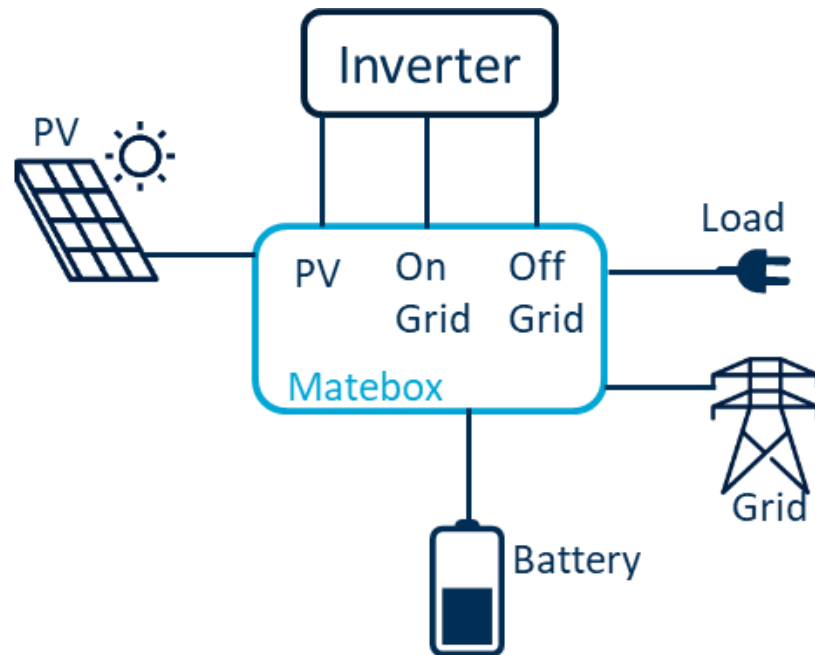 Inverter
PV
Load
PV
On
Grid
Off
Grid
Matebox
Grid
Battery